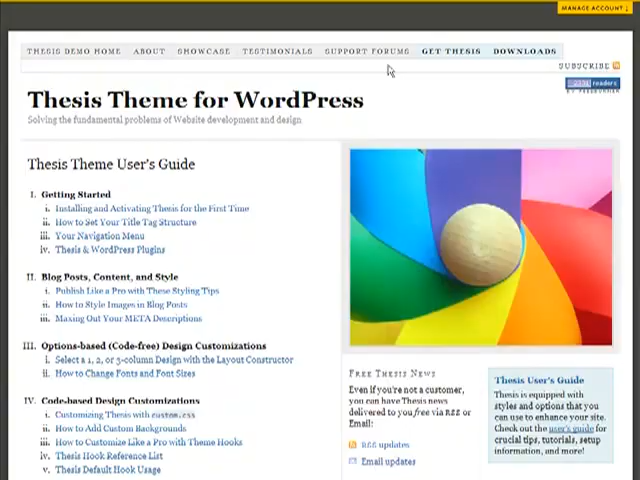 MANAGE ACCOUNT ↓
THESIS DEMO HOME ABOUT SHOWCASE TESTIMONIALS SUPPORT FORUMS GET THESIS DOWNLOADS
SUBSCRIBE
readers
BY FEEDBURNER
Thesis Theme for WordPress
Solving the fundamental problems of Website development and design
Thesis Theme User's Guide
I. Getting Started
i. Installing and Activating Thesis for the First Time
ii. How to Set Your Title Tag Structure
iii. Your Navigation Menu
iv. Thesis & WordPress Plugins
II. Blog Posts, Content, and Style
i. Publish Like a Pro with These Styling Tips
ii. How to Style Images in Blog Posts
iii. Maxing Out Your META Descriptions
III. Options-based (Code-free) Design Customizations
i. Select a 1, 2, or 3-column Design with the Layout Constructor
ii. How to Change Fonts and Font Sizes
IV. Code-based Design Customizations
i. Customizing Thesis with custom.css
ii. How to Add Custom Backgrounds
iii. How to Customize Like a Pro with Theme Hooks
iv. Thesis Hook Reference List
v. Thesis Default Hook Usage
FREE THESIS NEWS
Even if you're not a customer,
you can have Thesis news
delivered to you free via RSS or
Email:
RSS updates
Email updates
Thesis User's Guide
Thesis is equipped with
styles and options that you
can use to enhance your site.
Check out the user's guide for
crucial tips, tutorials, setup
information, and more!